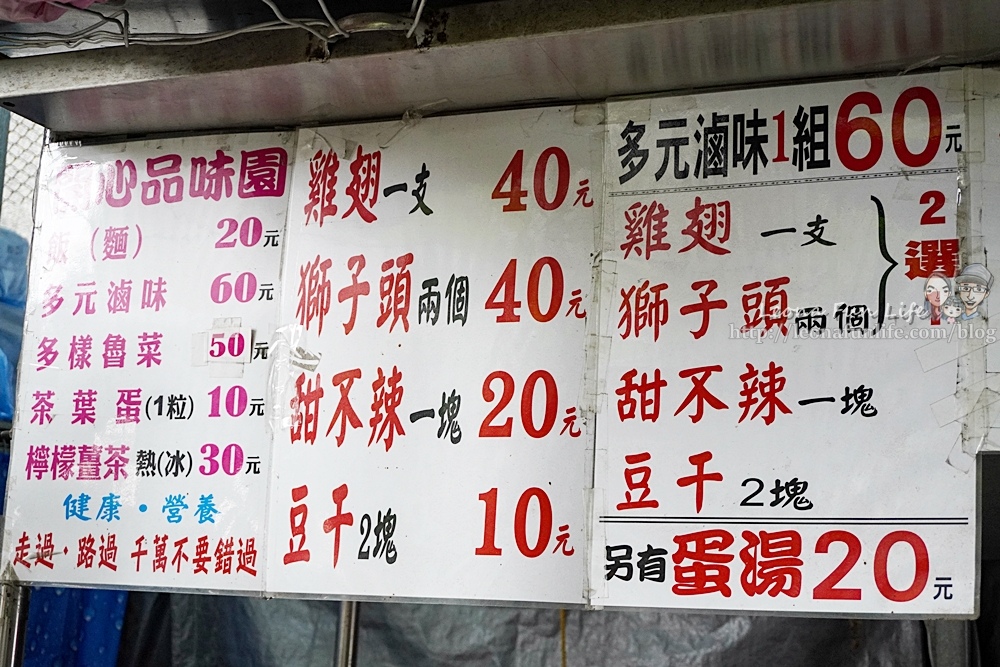 心品味園
飯(麵) 20元
多元滷味 60元
多樣魯菜 50元
茶葉蛋(1粒) 10元
檸檬薑茶 熱(冰) 30元
健康・營養
走過・路過 千萬不要錯過
雞翅一支 40元
獅子頭兩個 40元
甜不辣一塊 20元
豆干2塊 10元
多元滷味1組60元
雞翅 一支
獅子頭兩個
2選1
甜不辣一塊
豆干 2塊
另有蛋湯20元
Leona Fun Life
http://leonafunlife.com/blog